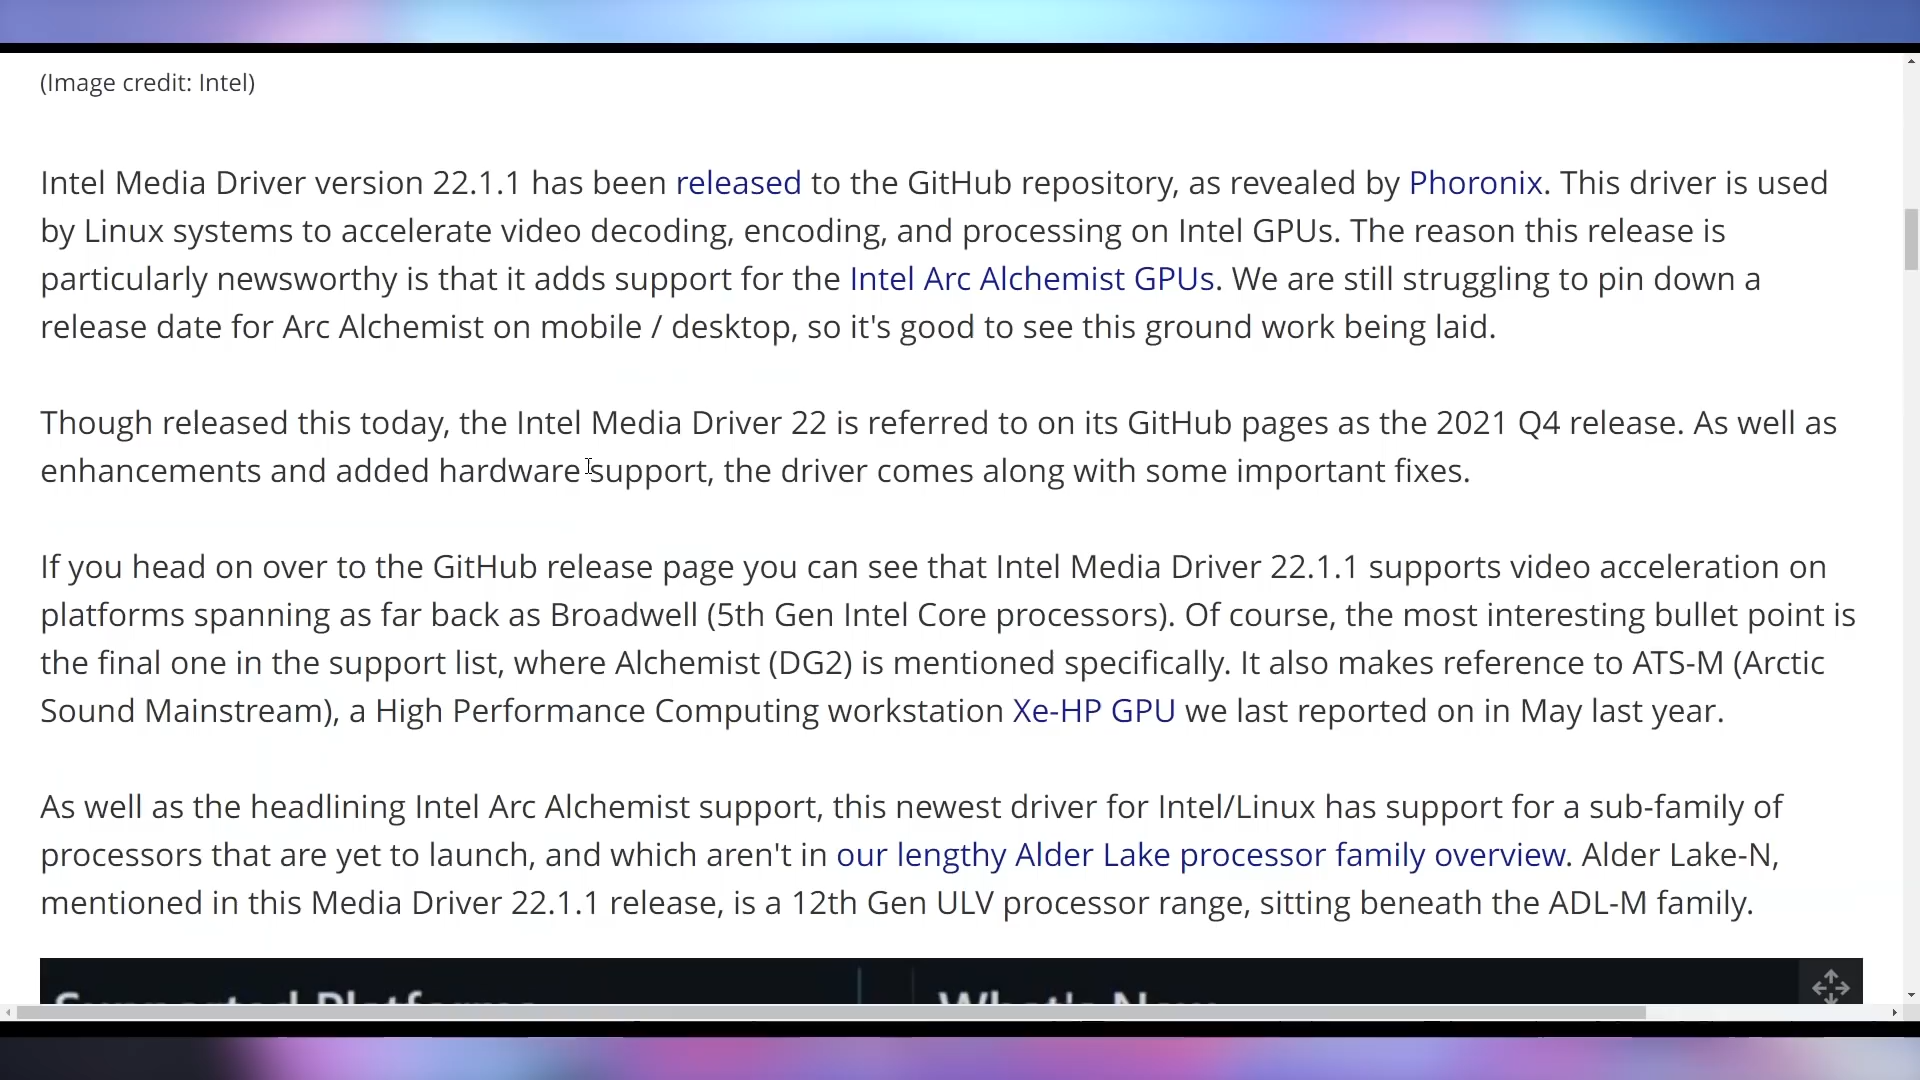 (Image credit: Intel)
Intel Media Driver version 22.1.1 has been released to the GitHub repository, as revealed by Phoronix. This driver is used
by Linux systems to accelerate video decoding, encoding, and processing on Intel GPUs. The reason this release is
particularly newsworthy is that it adds support for the Intel Arc Alchemist GPUs. We are still struggling to pin down a
release date for Arc Alchemist on mobile / desktop, so it's good to see this ground work being laid.
Though released this today, the Intel Media Driver 22 is referred to on its GitHub pages as the 2021 Q4 release. As well as
enhancements and added hardware support, the driver comes along with some important fixes.
If you head on over to the GitHub release page you can see that Intel Media Driver 22.1.1 supports video acceleration on
platforms spanning as far back as Broadwell (5th Gen Intel Core processors). Of course, the most interesting bullet point is
the final one in the support list, where Alchemist (DG2) is mentioned specifically. It also makes reference to ATS-M (Arctic
Sound Mainstream), a High Performance Computing workstation Xe-HP GPU we last reported on in May last year.
As well as the headlining Intel Arc Alchemist support, this newest driver for Intel/Linux has support for a sub-family of
processors that are yet to launch, and which aren't in our lengthy Alder Lake processor family overview. Alder Lake-N,
mentioned in this Media Driver 22.1.1 release, is a 12th Gen ULV processor range, sitting beneath the ADL-M family.
Supported Platforms What's New